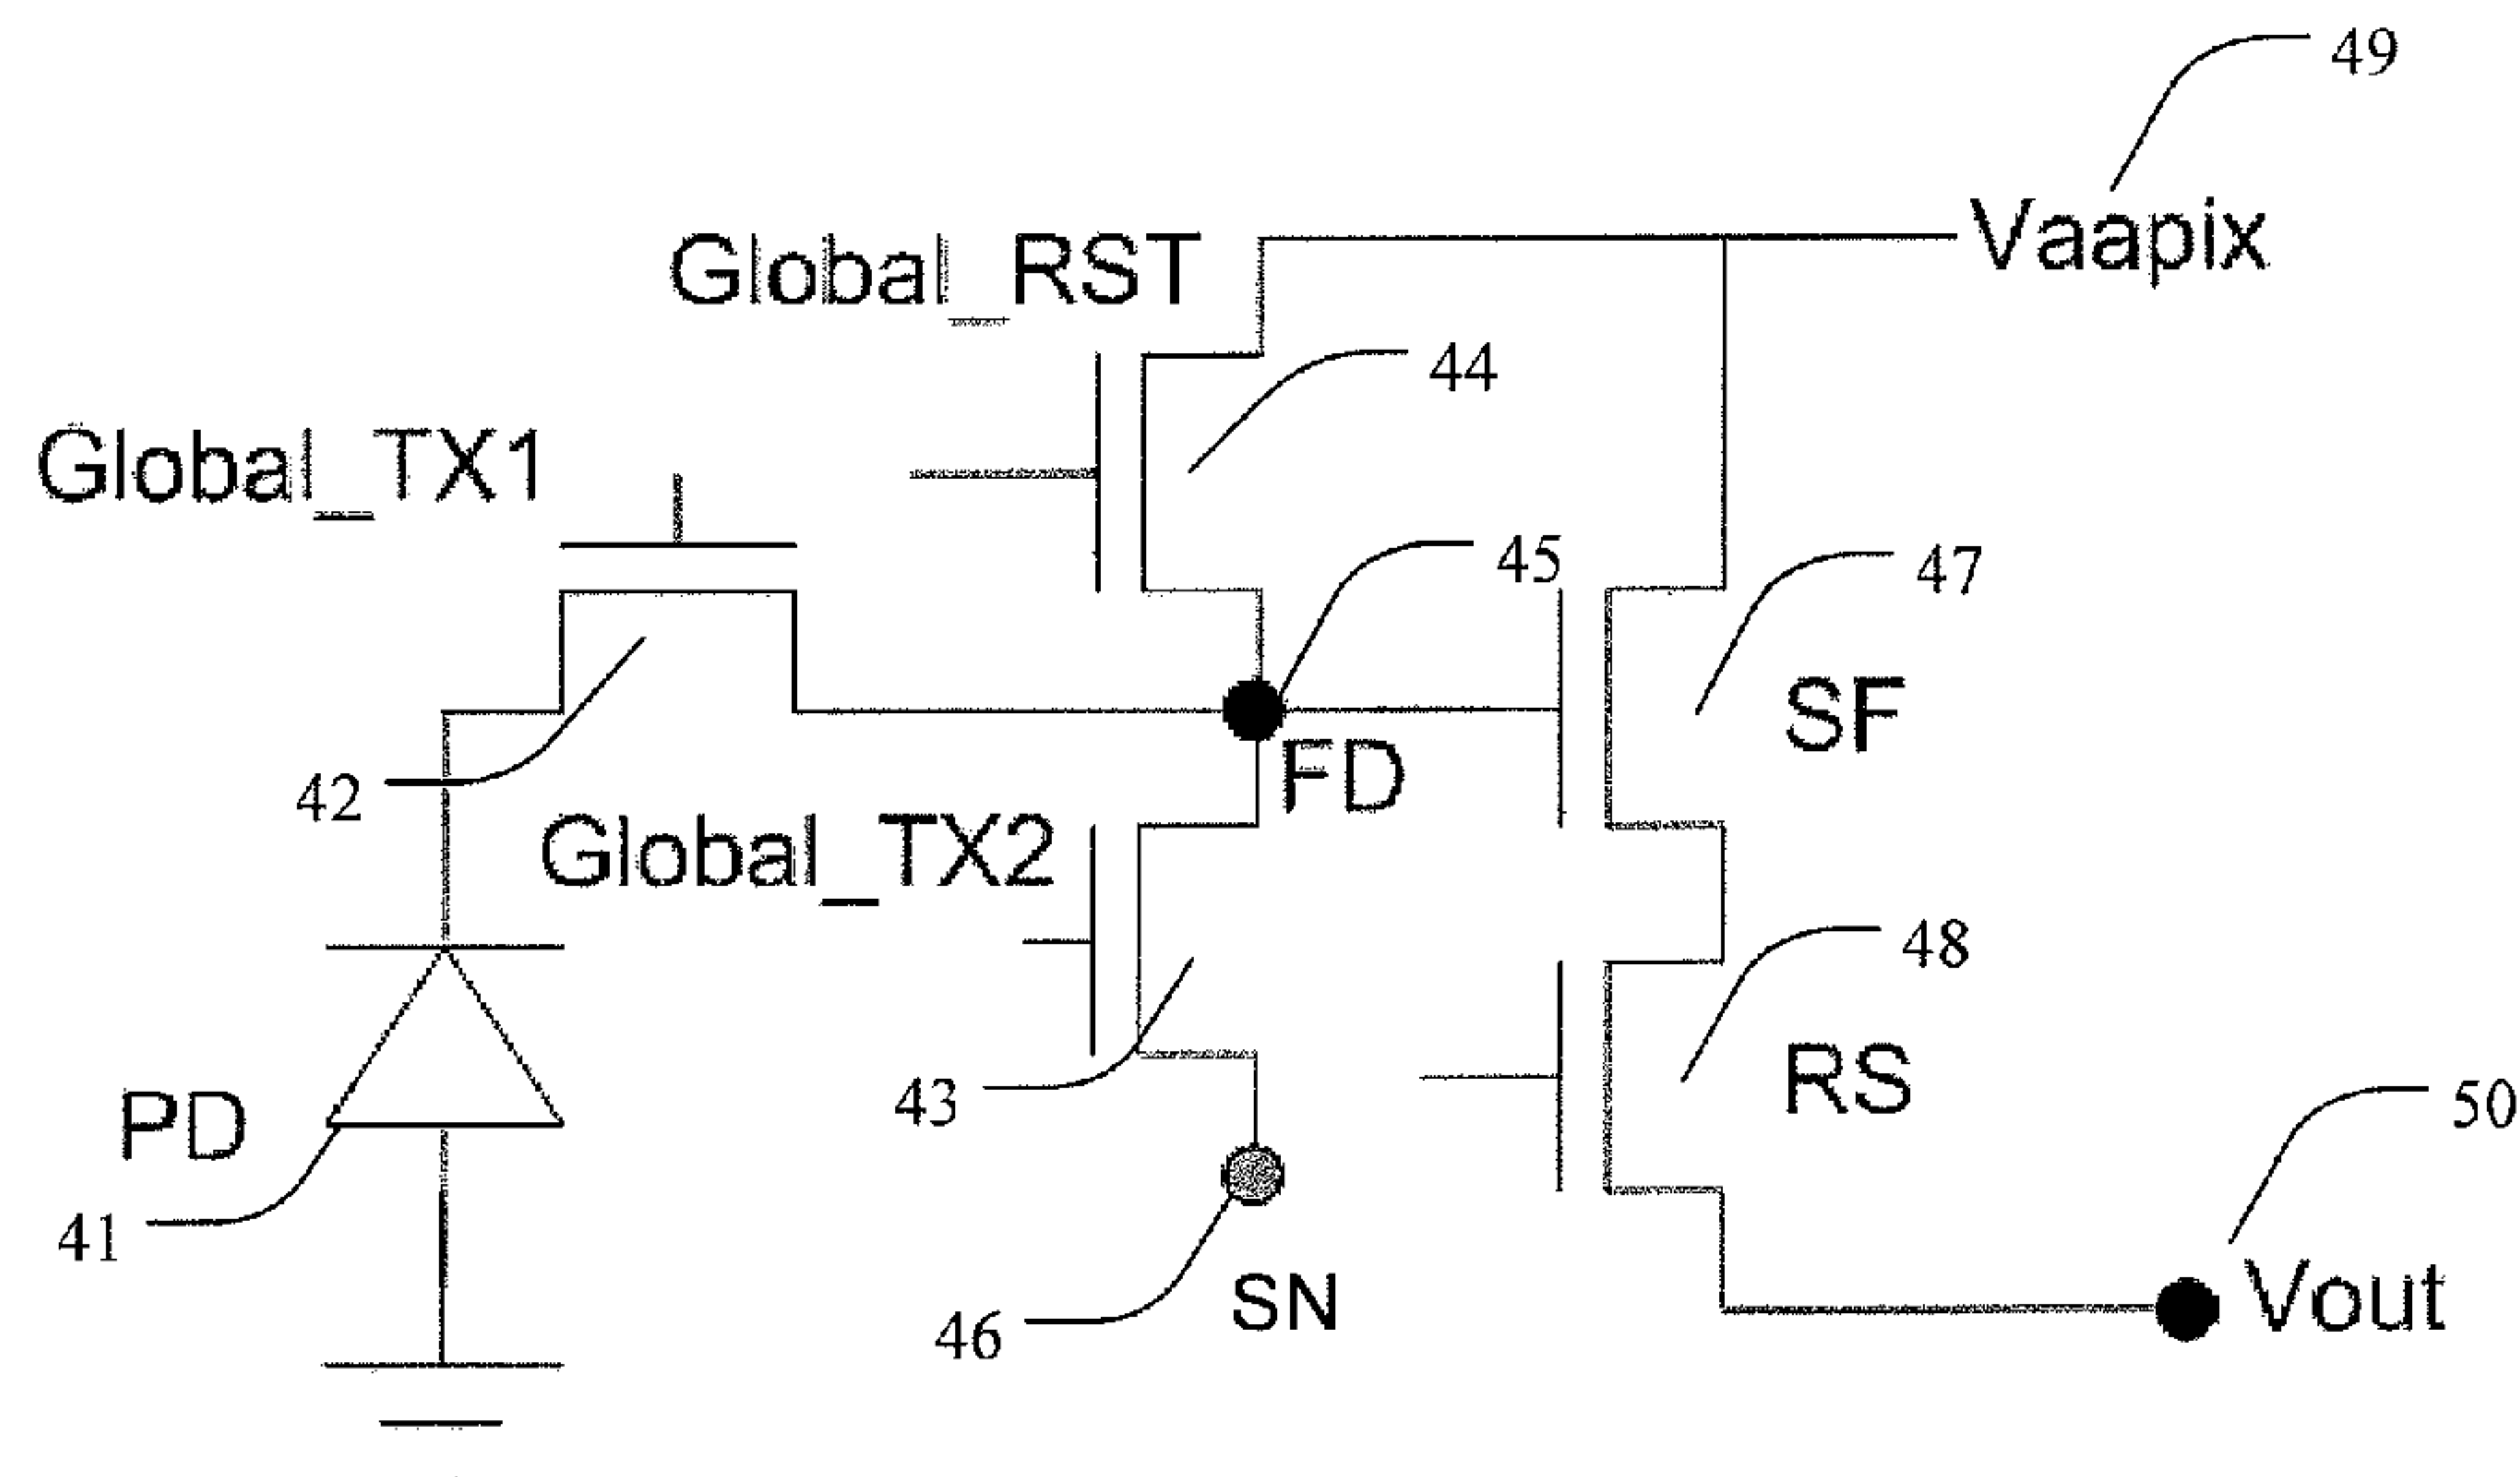 49
Vaapix
Global_RST
44
Global_TX1
45
47
SF
FD
42
Global_TX2
48
RS
43
PD
50
41
SN
46
Vout